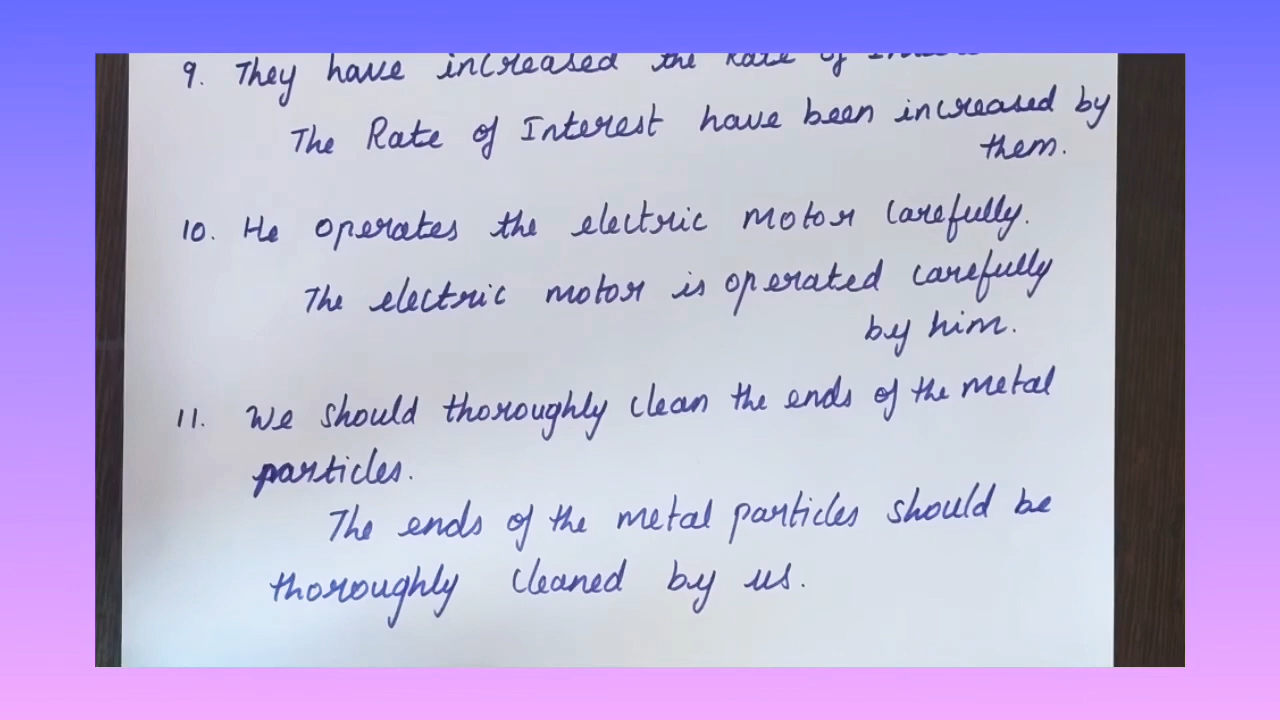 9. They have increased the Rate of
The Rate of Interest have been increased by
them.
10. He operates the electric motor carefully.
The electric motor is operated carefully
by him.
11. We should thoroughly clean the ends of the metal
particles.
The ends of the metal particles should be
thoroughly cleaned by us.